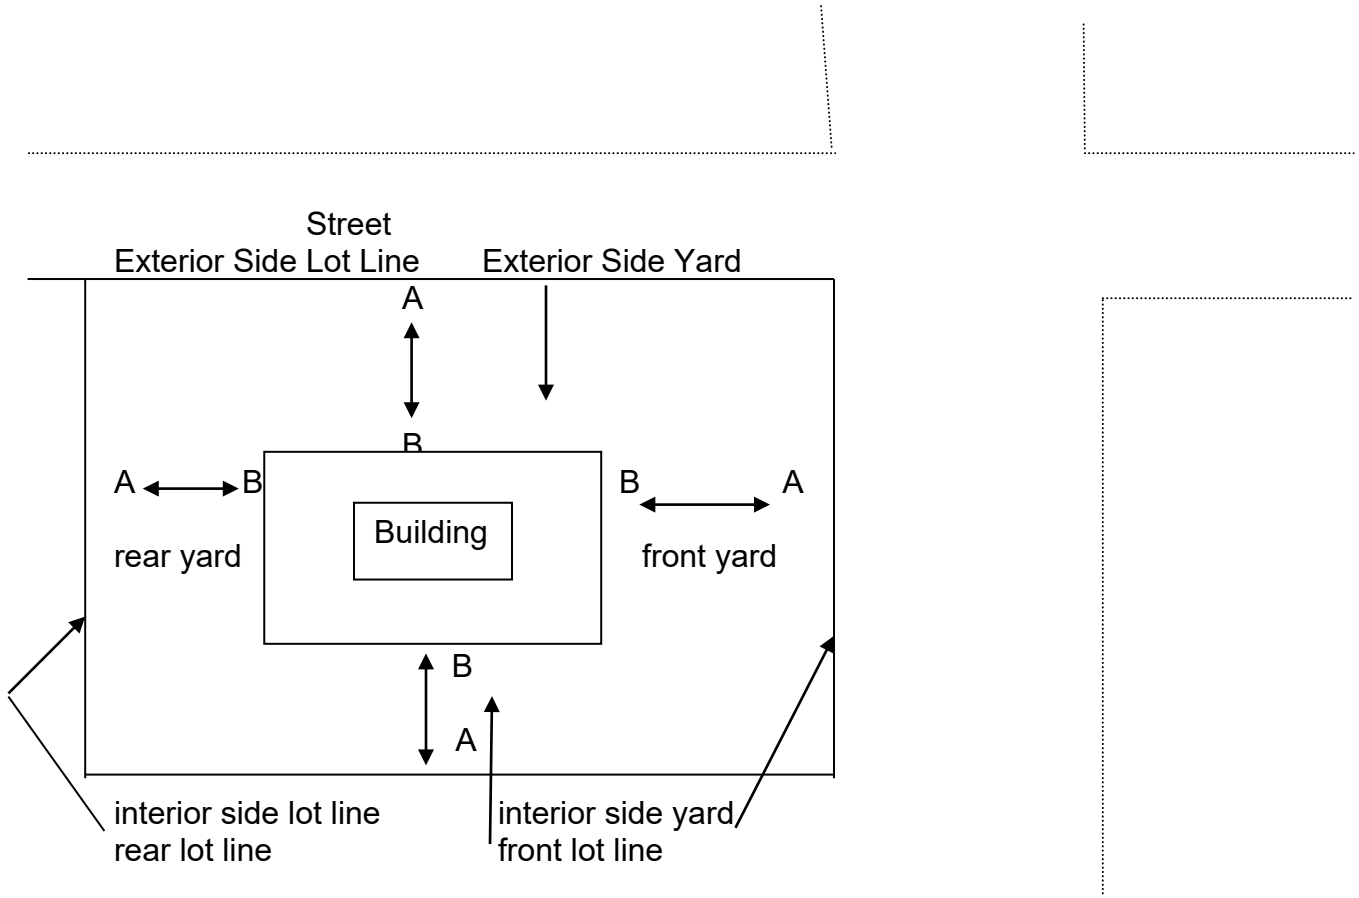 Street
Exterior Side Lot Line Exterior Side Yard
A
B
A B B A
Building
rear yard front yard
B
A
interior side lot line interior side yard
rear lot line front lot line